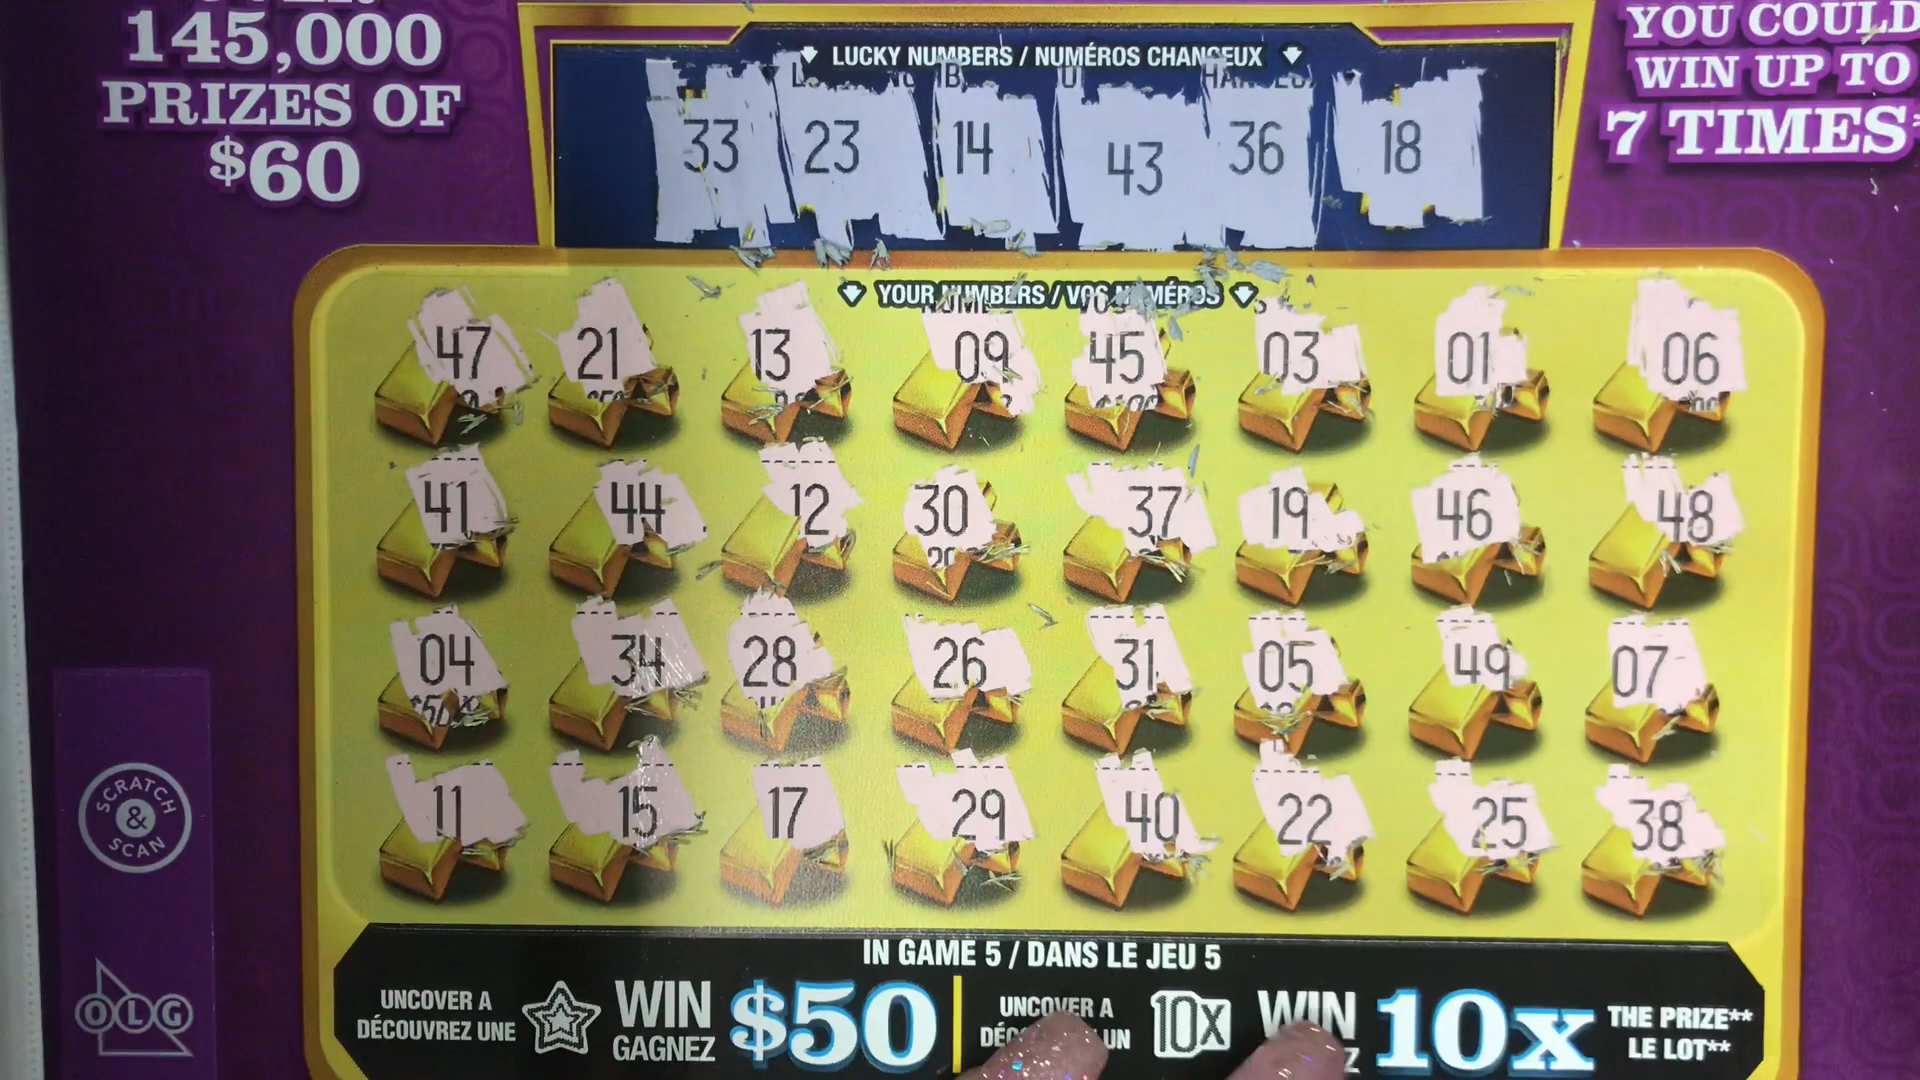 145,000
PRIZES OF
$60
YOU COULD
WIN UP TO
7 TIMES*
LUCKY NUMBERS / NUMÉROS CHANCEUX
33 23 14 43 36 18
YOUR NUMBERS / VOS NUMÉROS
47 21 13 09 45 03 01 06
41 44 12 30 37 19 46 48
04 34 28 26 31 05 49 07
11 15 17 29 40 22 25 38
SCRATCH & SCAN
OLG
IN GAME 5 / DANS LE JEU 5
UNCOVER A
DÉCOUVREZ UNE
WIN
GAGNEZ
$50
UNCOVER A
UN
10X
WIN
10x
THE PRIZE**
LE LOT**